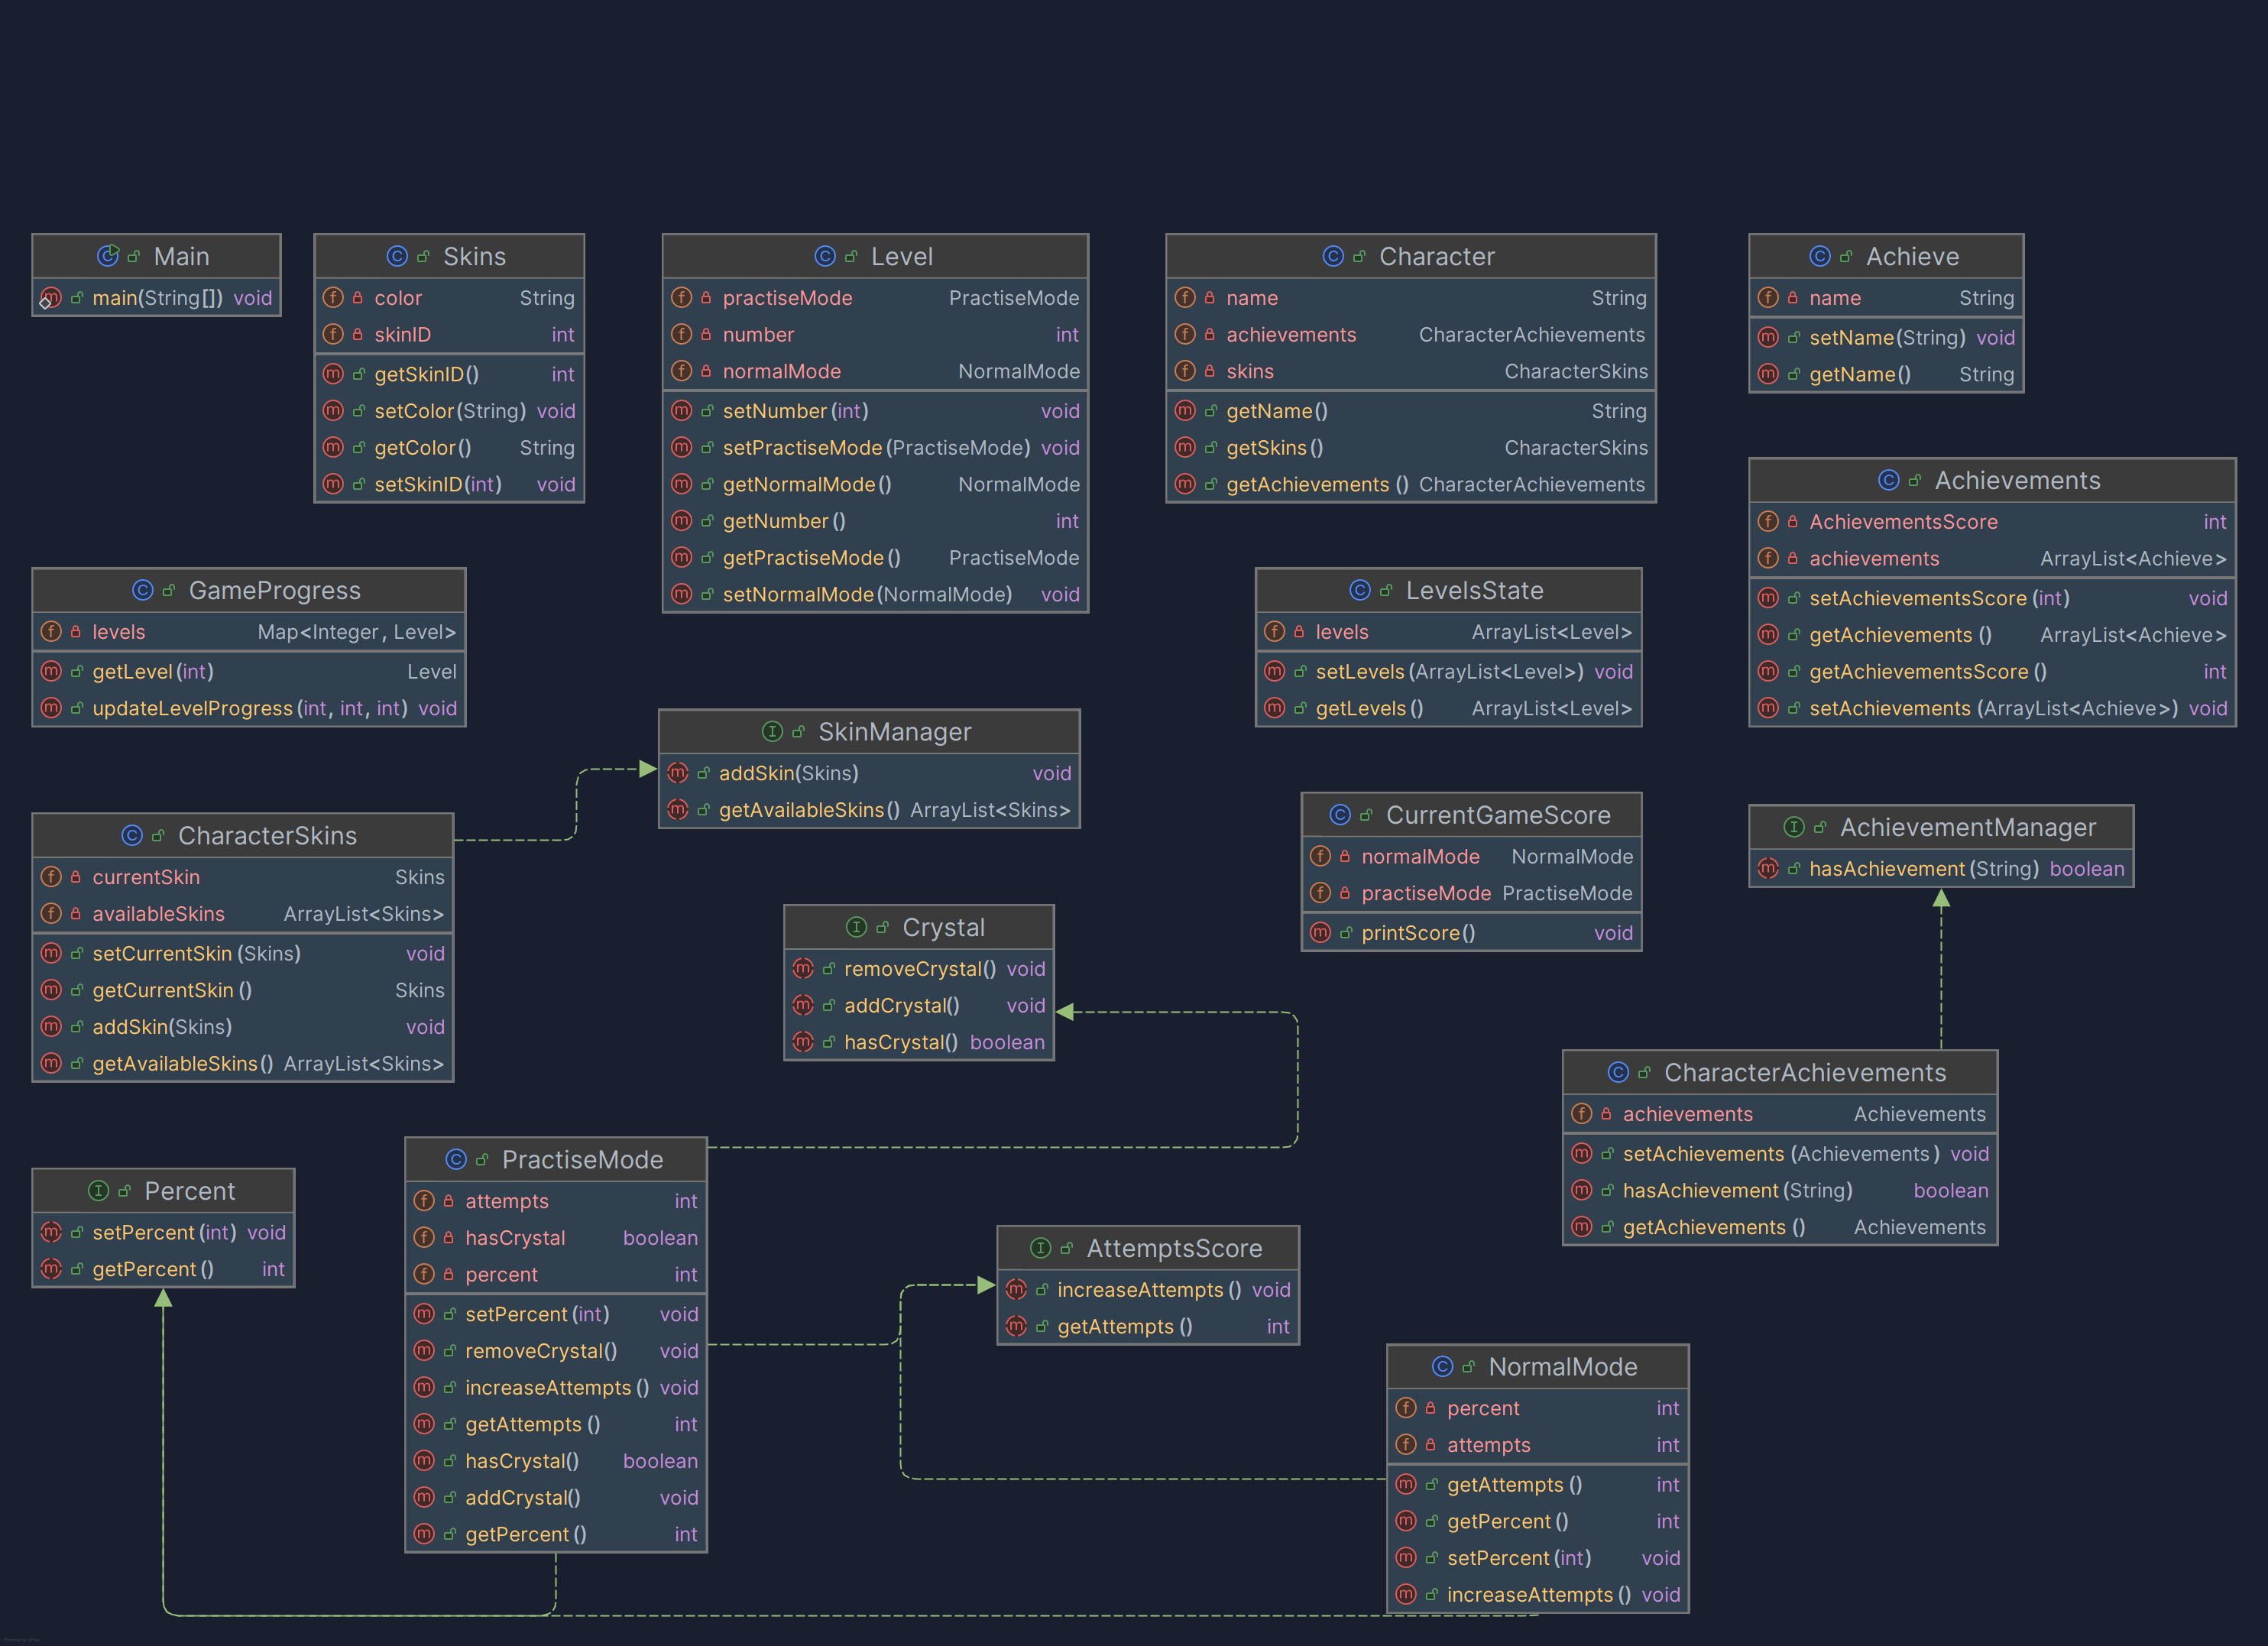 Main
main(String[]) void
Skins
color String
skinID int
getSkinID() int
setColor(String) void
getColor() String
setSkinID(int) void
Level
practiseMode PractiseMode
number int
normalMode NormalMode
setNumber(int) void
setPractiseMode(PractiseMode) void
getNormalMode() NormalMode
getNumber() int
getPractiseMode() PractiseMode
setNormalMode(NormalMode) void
Character
name String
achievements CharacterAchievements
skins CharacterSkins
getName() String
getSkins() CharacterSkins
getAchievements() CharacterAchievements
Achieve
name String
setName(String) void
getName() String
Achievements
AchievementsScore int
achievements ArrayList<Achieve>
setAchievementsScore(int) void
getAchievements() ArrayList<Achieve>
getAchievementsScore() int
setAchievements(ArrayList<Achieve>) void
GameProgress
levels Map<Integer, Level>
getLevel(int) Level
updateLevelProgress(int, int, int) void
LevelsState
levels ArrayList<Level>
setLevels(ArrayList<Level>) void
getLevels() ArrayList<Level>
SkinManager
addSkin(Skins) void
getAvailableSkins() ArrayList<Skins>
CharacterSkins
currentSkin Skins
availableSkins ArrayList<Skins>
setCurrentSkin(Skins) void
getCurrentSkin() Skins
addSkin(Skins) void
getAvailableSkins() ArrayList<Skins>
CurrentGameScore
normalMode NormalMode
practiseMode PractiseMode
printScore() void
AchievementManager
hasAchievement(String) boolean
Crystal
removeCrystal() void
addCrystal() void
hasCrystal() boolean
CharacterAchievements
achievements Achievements
setAchievements(Achievements) void
hasAchievement(String) boolean
getAchievements() Achievements
Percent
setPercent(int) void
getPercent() int
PractiseMode
attempts int
hasCrystal boolean
percent int
setPercent(int) void
removeCrystal() void
increaseAttempts() void
getAttempts() int
hasCrystal() boolean
addCrystal() void
getPercent() int
AttemptsScore
increaseAttempts() void
getAttempts() int
NormalMode
percent int
attempts int
getAttempts() int
getPercent() int
setPercent(int) void
increaseAttempts() void